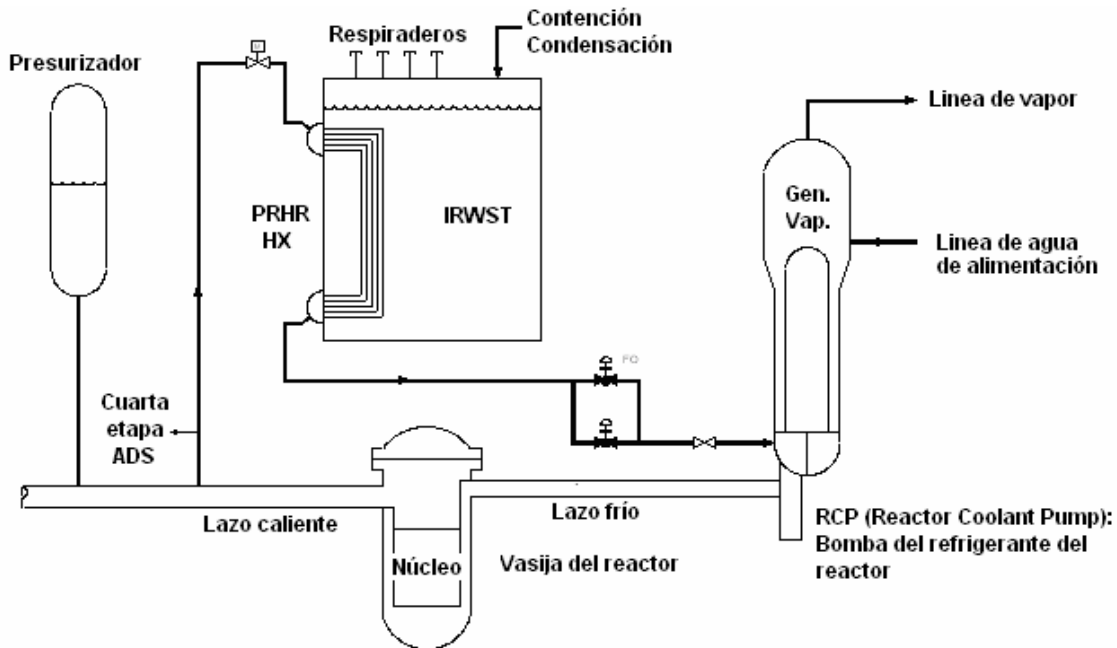 Presurizador
Respiraderos
Contención
Condensación
M
Linea de vapor
PRHR
HX
IRWST
Gen.
Vap.
Linea de agua
de alimentación
FO
Cuarta
etapa
ADS
Lazo caliente
Lazo frío
Núcleo
Vasija del reactor
RCP (Reactor Coolant Pump):
Bomba del refrigerante del
reactor